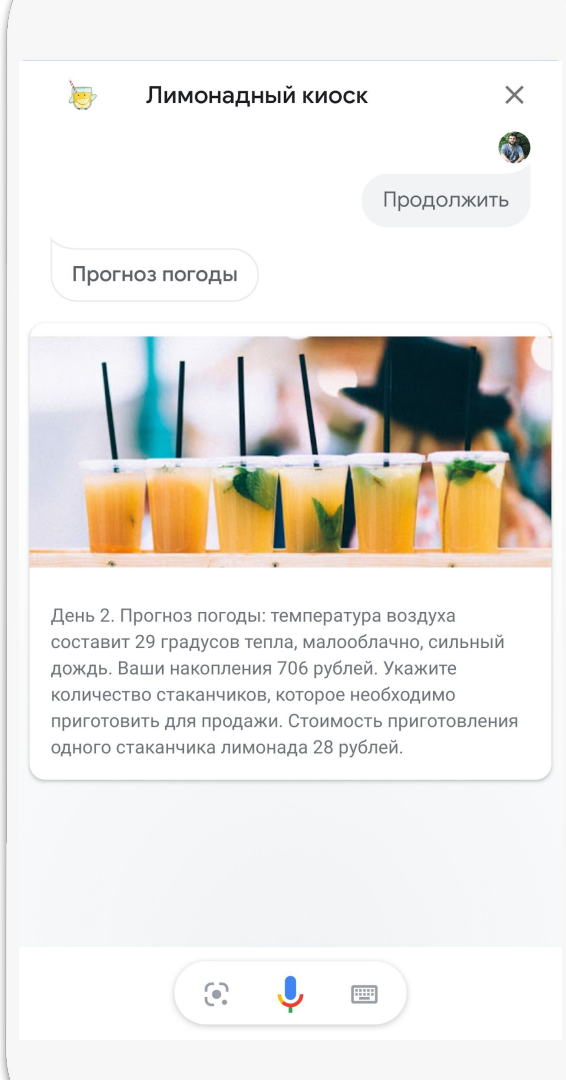 Лимонадный киоск
Продолжить
Прогноз погоды
День 2. Прогноз погоды: температура воздуха
составит 29 градусов тепла, малооблачно, сильный
дождь. Ваши накопления 706 рублей. Укажите
количество стаканчиков, которое необходимо
приготовить для продажи. Стоимость приготовления
одного стаканчика лимонада 28 рублей.